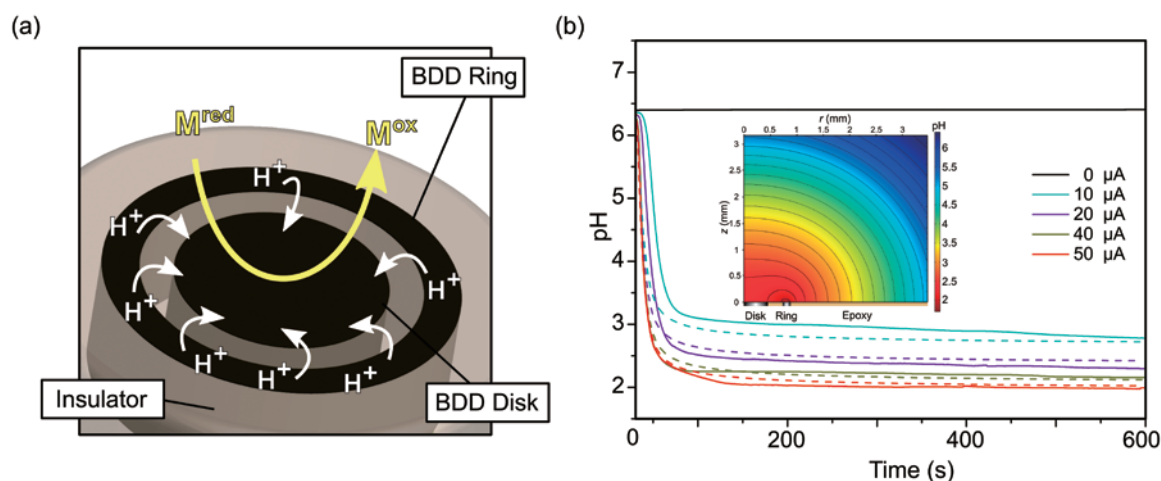 (a)
BDD Ring
M^red
M^ox
H⁺
H⁺
H⁺
H⁺
H⁺
H⁺
H⁺
H⁺
Insulator
BDD Disk
(b)
7
6
5
4
3
2
pH
0
200
400
600
Time (s)
r (mm)
0 0.5 1 1.5 2 2.5 3
pH
3
2.5
2
1.5
1
0.5
0
z (mm)
6
5.5
5
4.5
4
3.5
3
2.5
2
Disk Ring Epoxy
0 µA
10 µA
20 µA
40 µA
50 µA